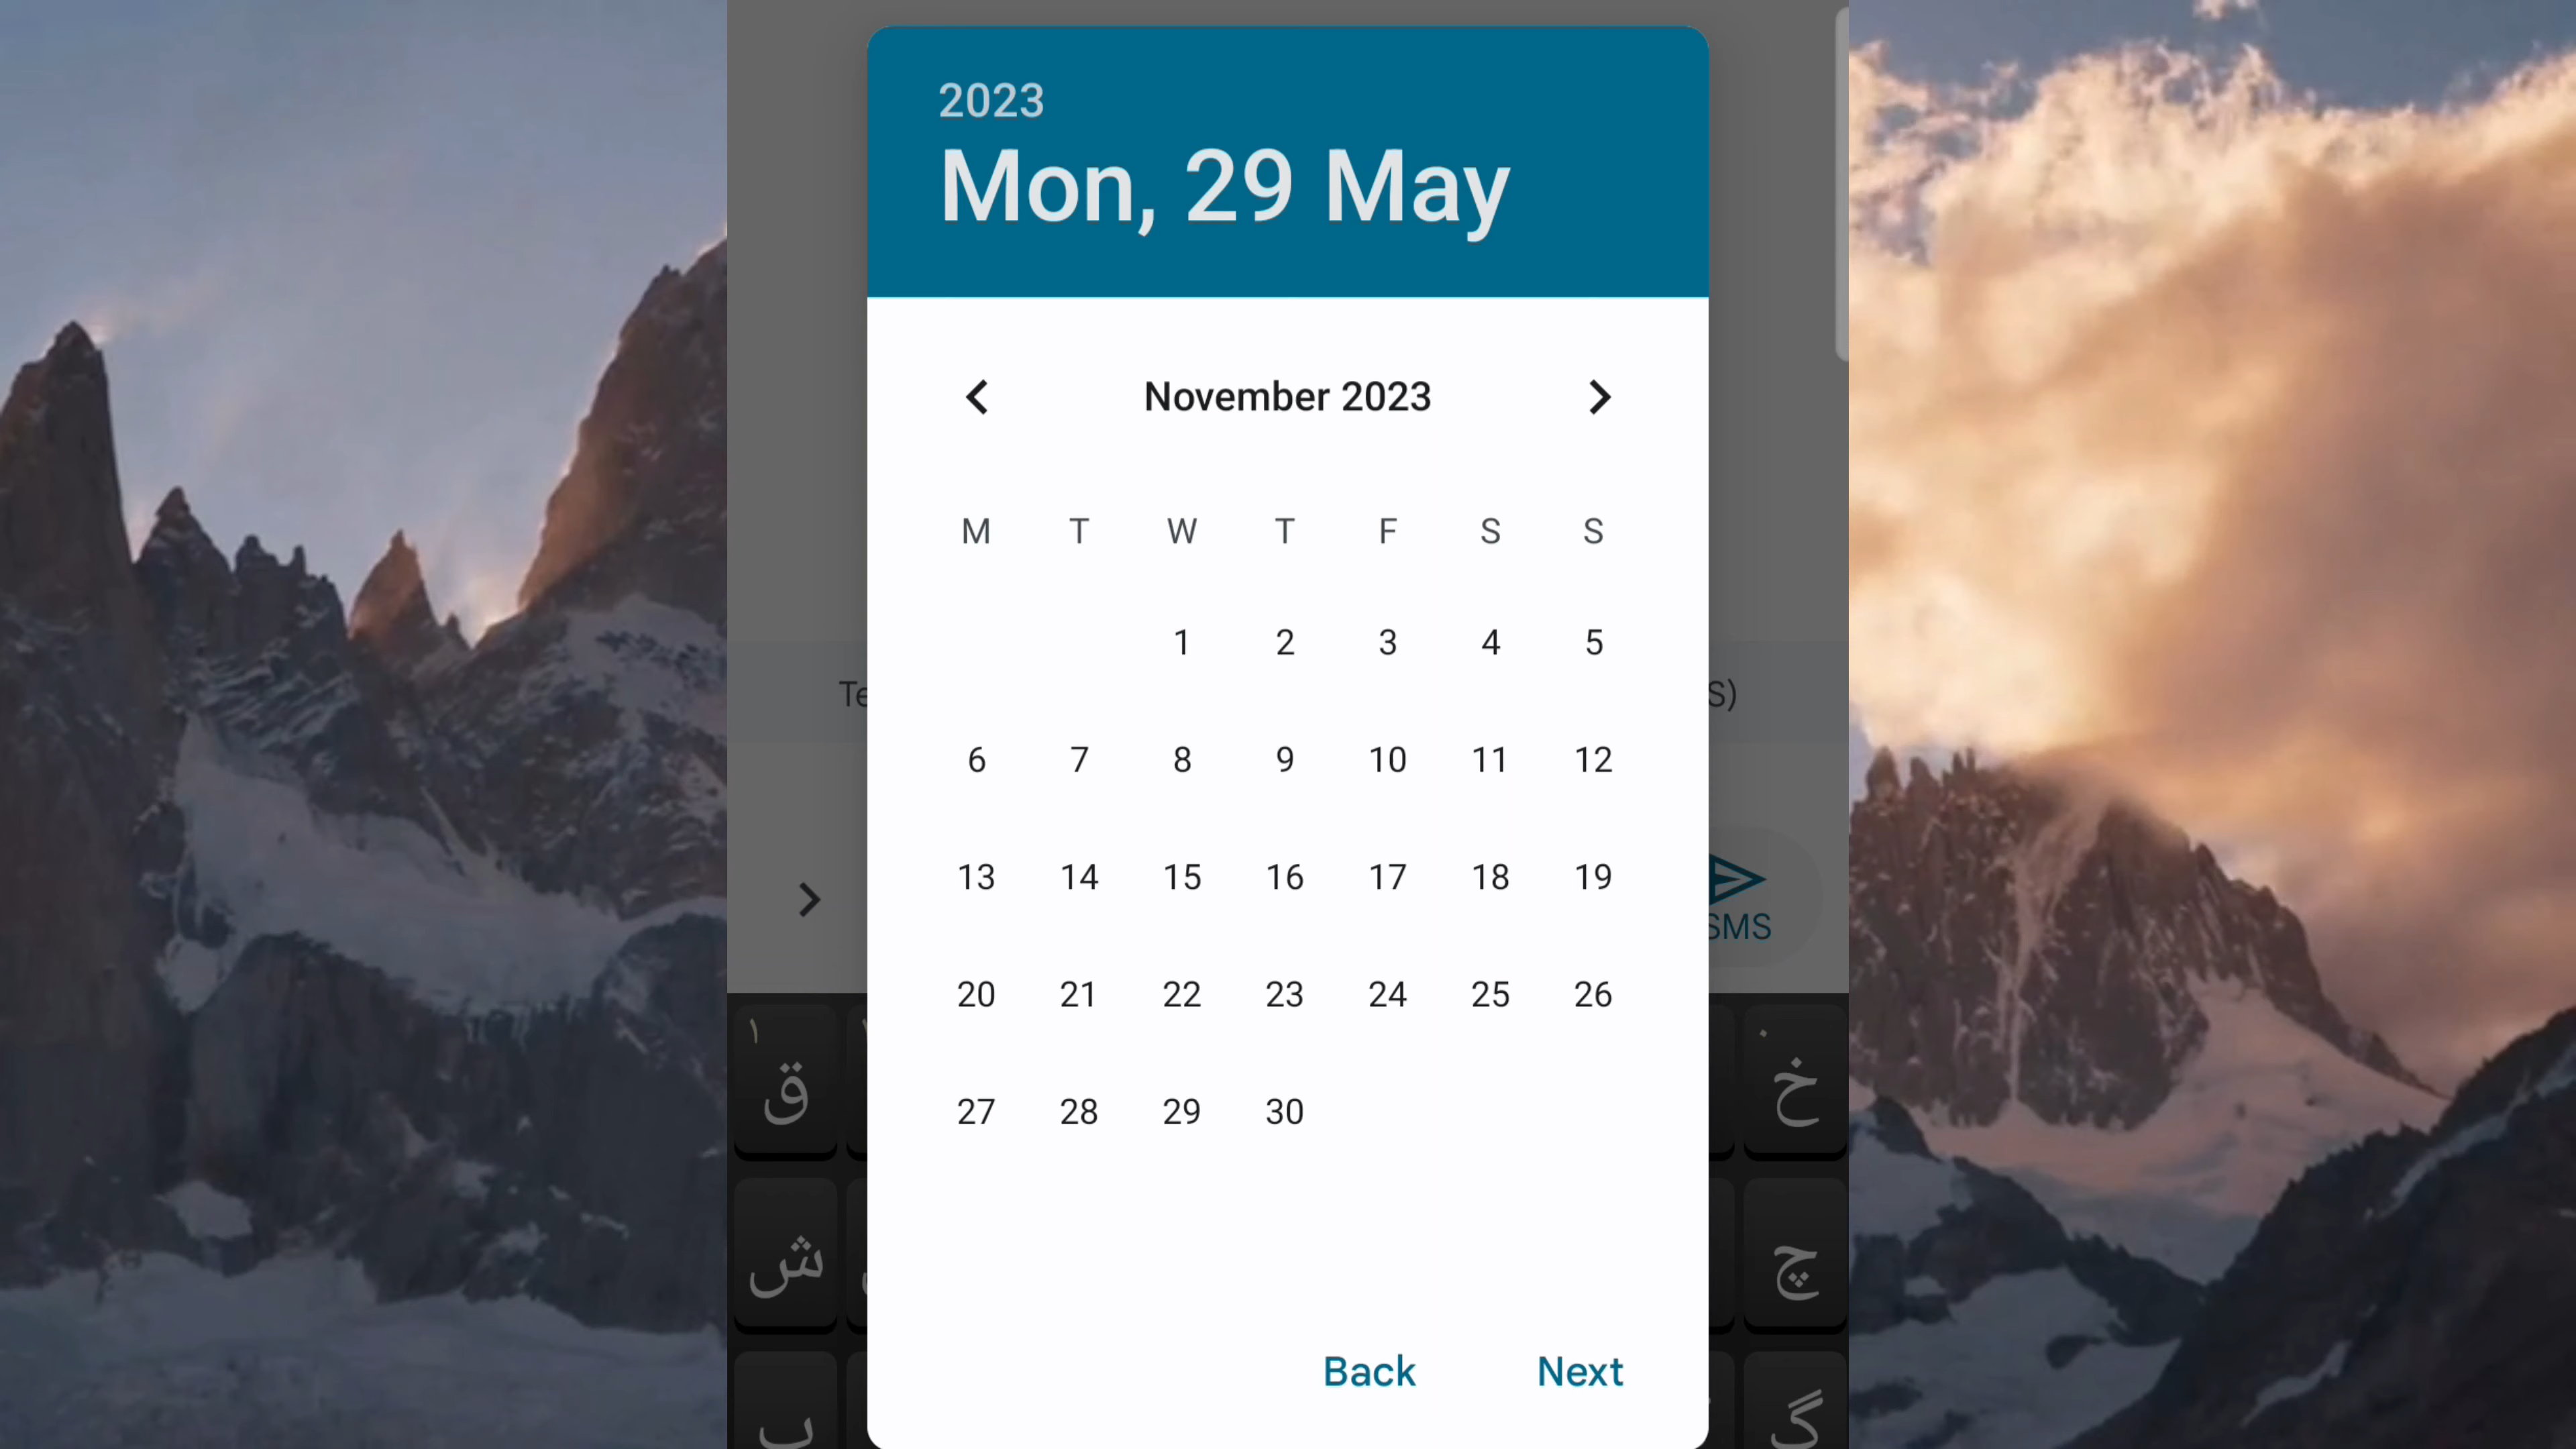 2023
Mon, 29 May
November 2023
M T W T F S S
1 2 3 4 5
6 7 8 9 10 11 12
13 14 15 16 17 18 19
20 21 22 23 24 25 26
27 28 29 30
SMS
ق
خ
ش
چ
گ
Back Next